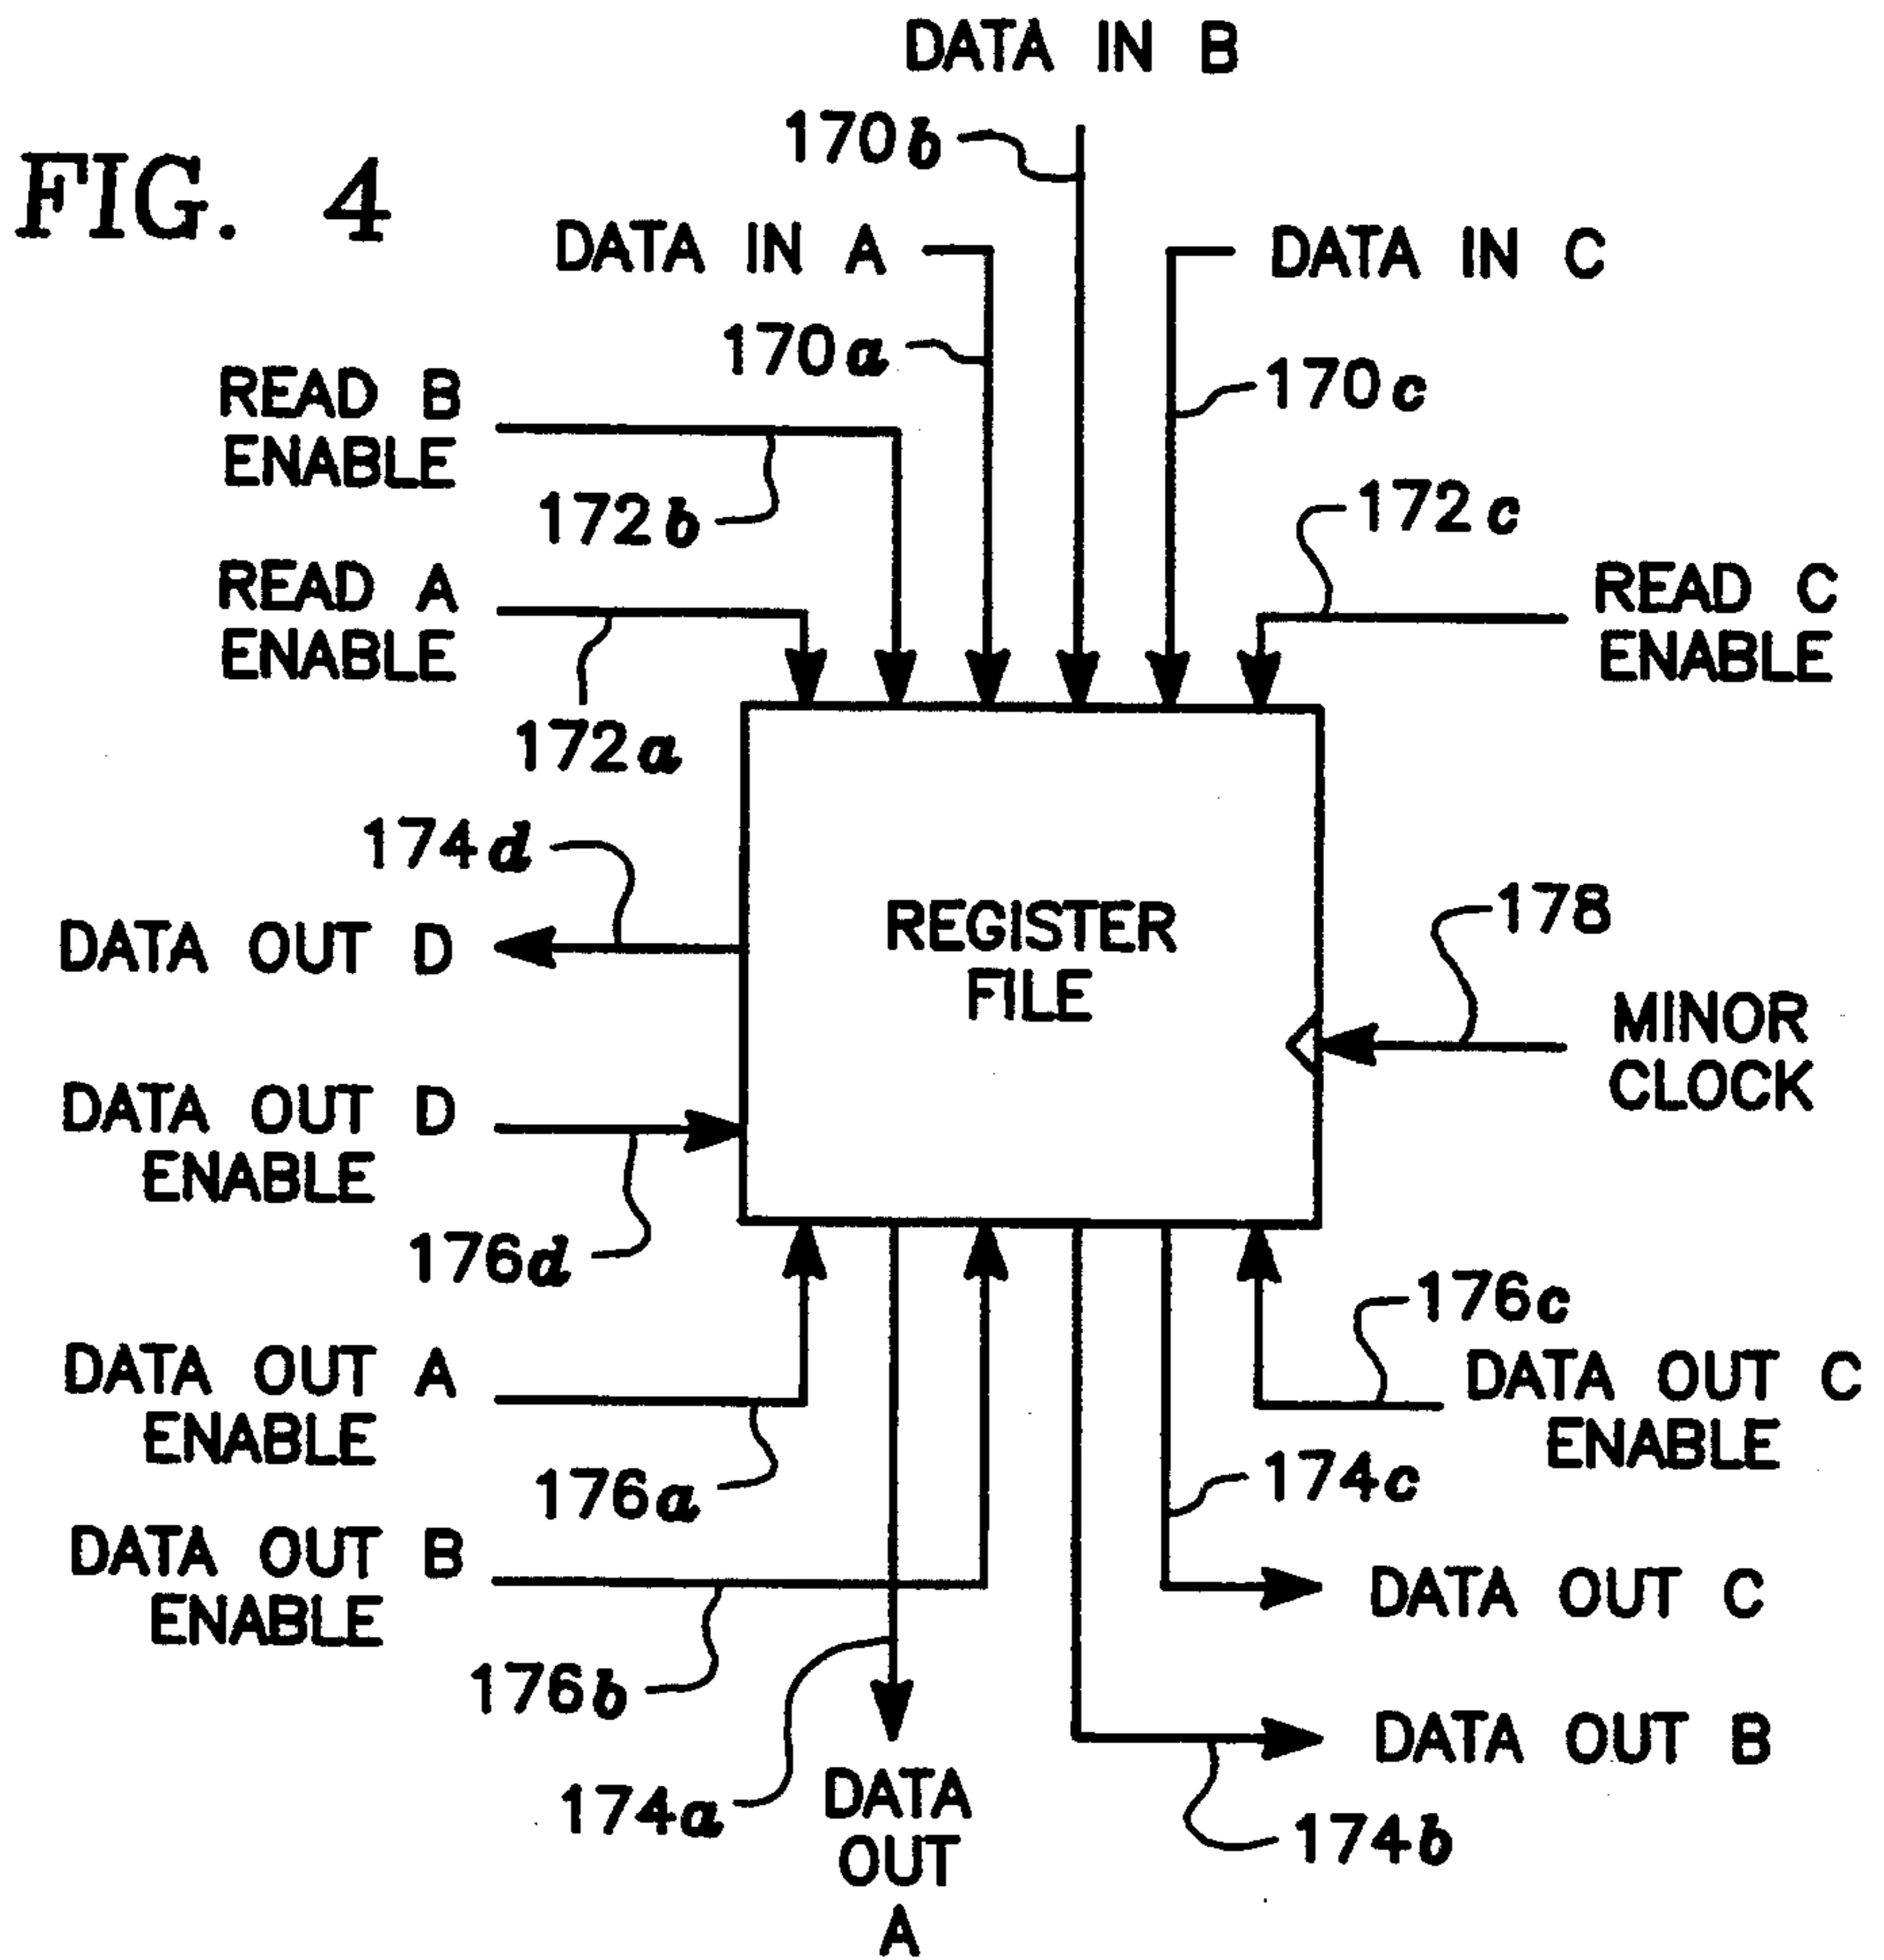 DATA IN B
170b
FIG. 4
DATA IN A
DATA IN C
170a
170c
READ B
ENABLE
172b
172c
READ A
ENABLE
READ C
ENABLE
172a
174d
178
DATA OUT D
REGISTER
FILE
MINOR
CLOCK
DATA OUT D
ENABLE
176d
176c
DATA OUT A
ENABLE
DATA OUT C
ENABLE
176a
174c
DATA OUT B
ENABLE
DATA OUT C
176b
DATA OUT B
174a
DATA
OUT
A
174b